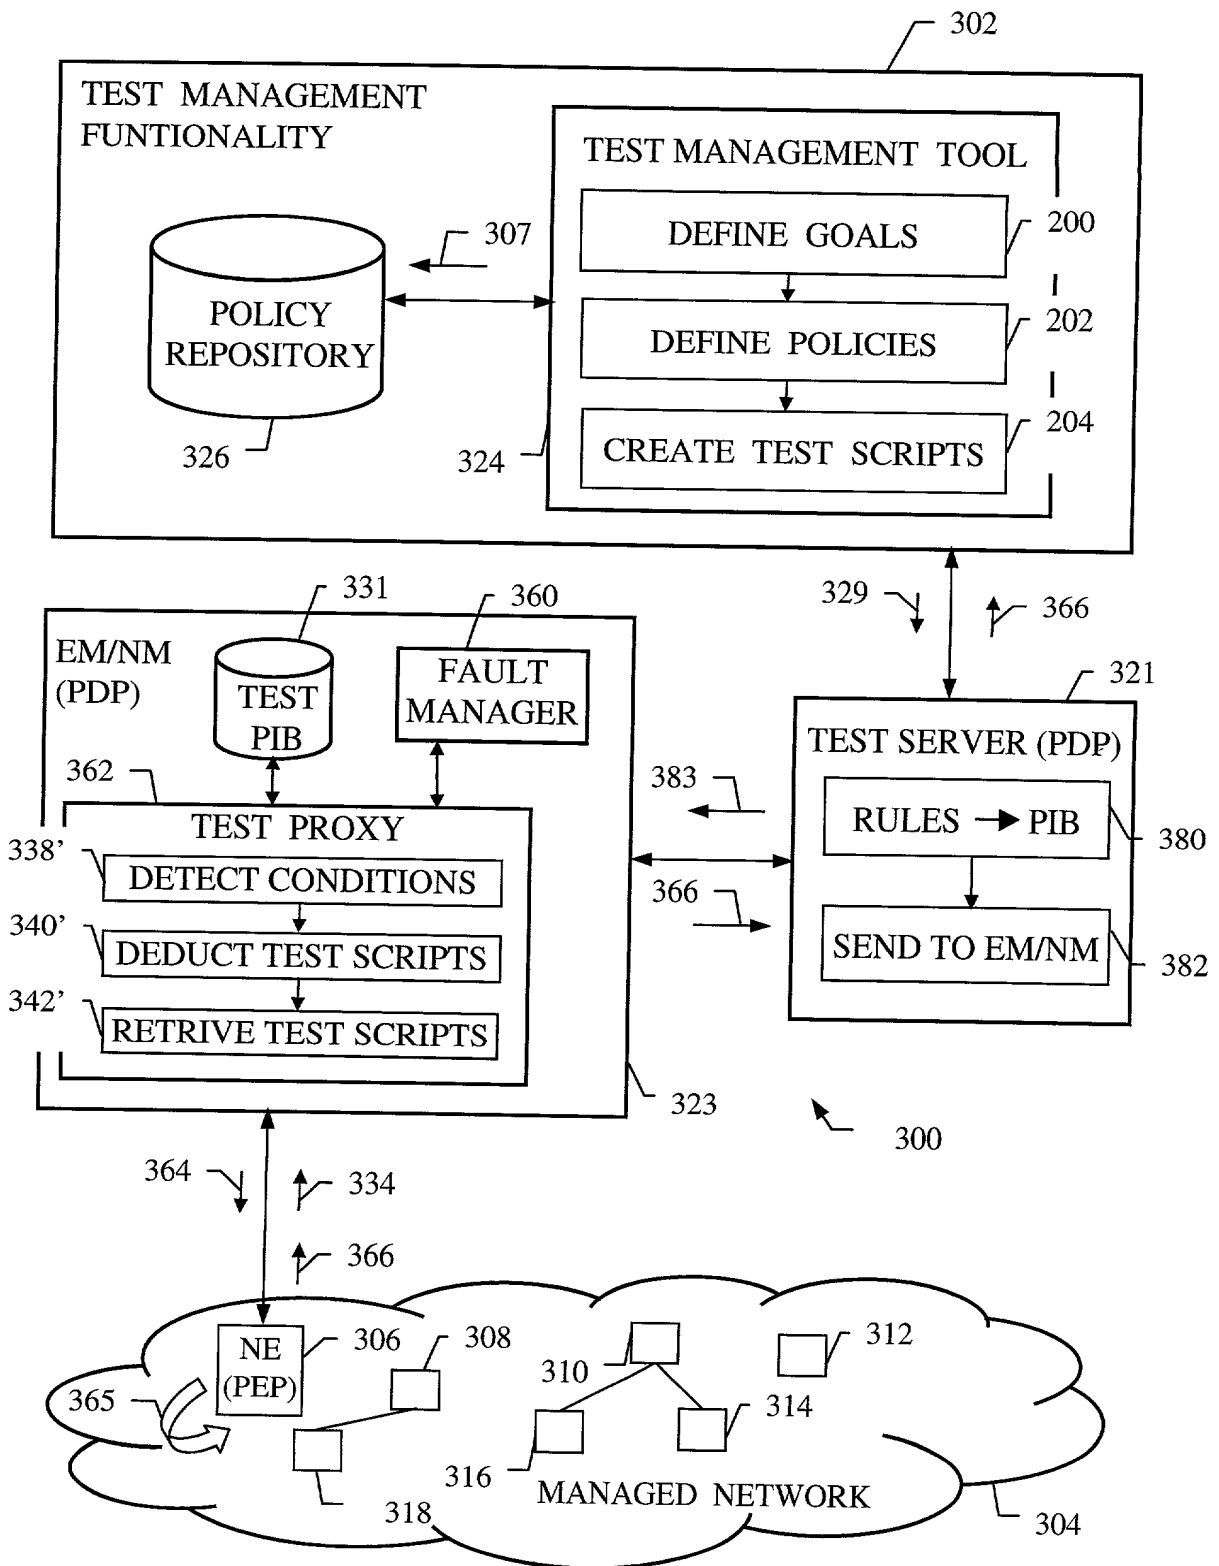 302
TEST MANAGEMENT
FUNTIONALITY
TEST MANAGEMENT TOOL
DEFINE GOALS
200
307
POLICY
REPOSITORY
DEFINE POLICIES
202
CREATE TEST SCRIPTS
204
326
324
329
366
331
360
EM/NM
(PDP)
TEST
PIB
FAULT
MANAGER
321
TEST SERVER (PDP)
362
383
RULES → PIB
380
TEST PROXY
338’
DETECT CONDITIONS
366
340’
DEDUCT TEST SCRIPTS
SEND TO EM/NM
382
342’
RETRIVE TEST SCRIPTS
323
300
364
334
366
NE
(PEP)
306
308
310
312
365
314
316
318
MANAGED NETWORK
304